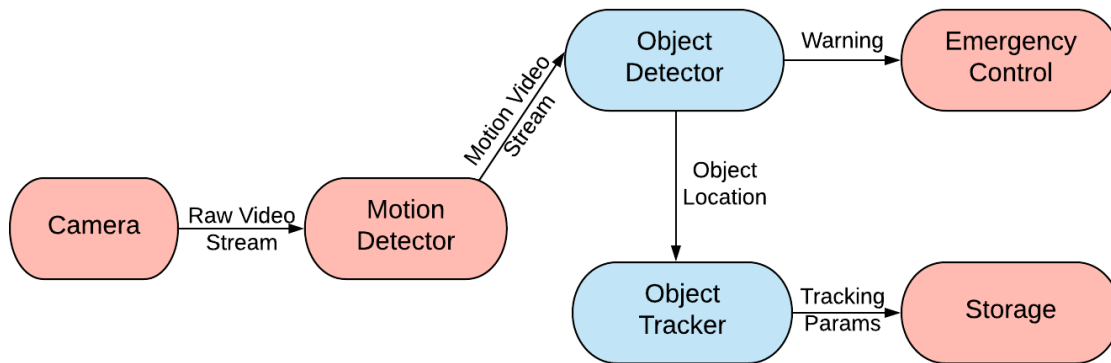 Camera
Raw Video
Stream
Motion
Detector
Motion Video
Stream
Object
Detector
Warning
Emergency
Control
Object
Location
Object
Tracker
Tracking
Params
Storage